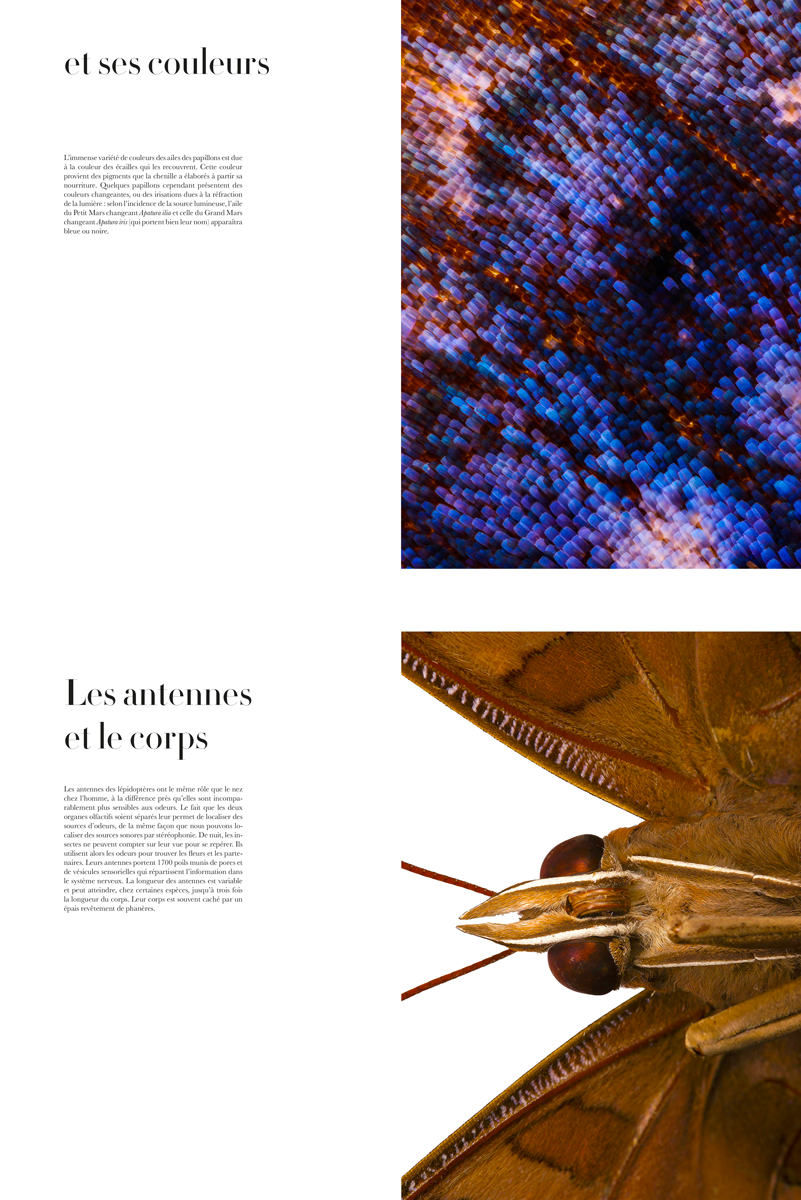 et ses couleurs
L'immense variété de couleurs des ailes des papillons est due
à la couleur des écailles qui les recouvrent. Cette couleur
provient des pigments que la chenille a élaborés à partir sa
nourriture. Quelques papillons cependant présentent des
couleurs changeantes, ou des irisations dues à la réfraction
de la lumière : selon l'incidence de la source lumineuse, l'aile
du Petit Mars changeant Apatura ilia et celle du Grand Mars
changeant Apatura iris (qui portent bien leur nom) apparaîtra
bleue ou noire.
Les antennes
et le corps
Les antennes des lépidoptères ont le même rôle que le nez
chez l'homme, à la différence près qu'elles sont incompa-
rablement plus sensibles aux odeurs. Le fait que les deux
organes olfactifs soient séparés leur permet de localiser des
sources d'odeurs, de la même façon que nous pouvons lo-
caliser des sources sonores par stéréophonie. De nuit, les in-
sectes ne peuvent compter sur leur vue pour se repérer. Ils
utilisent alors les odeurs pour trouver les fleurs et les parte-
naires. Leurs antennes portent 1700 poils munis de pores et
de vésicules sensorielles qui répartissent l'information dans
le système nerveux. La longueur des antennes est variable
et peut atteindre, chez certaines espèces, jusqu'à trois fois
la longueur du corps. Leur corps est souvent caché par un
épais revêtement de phanères.